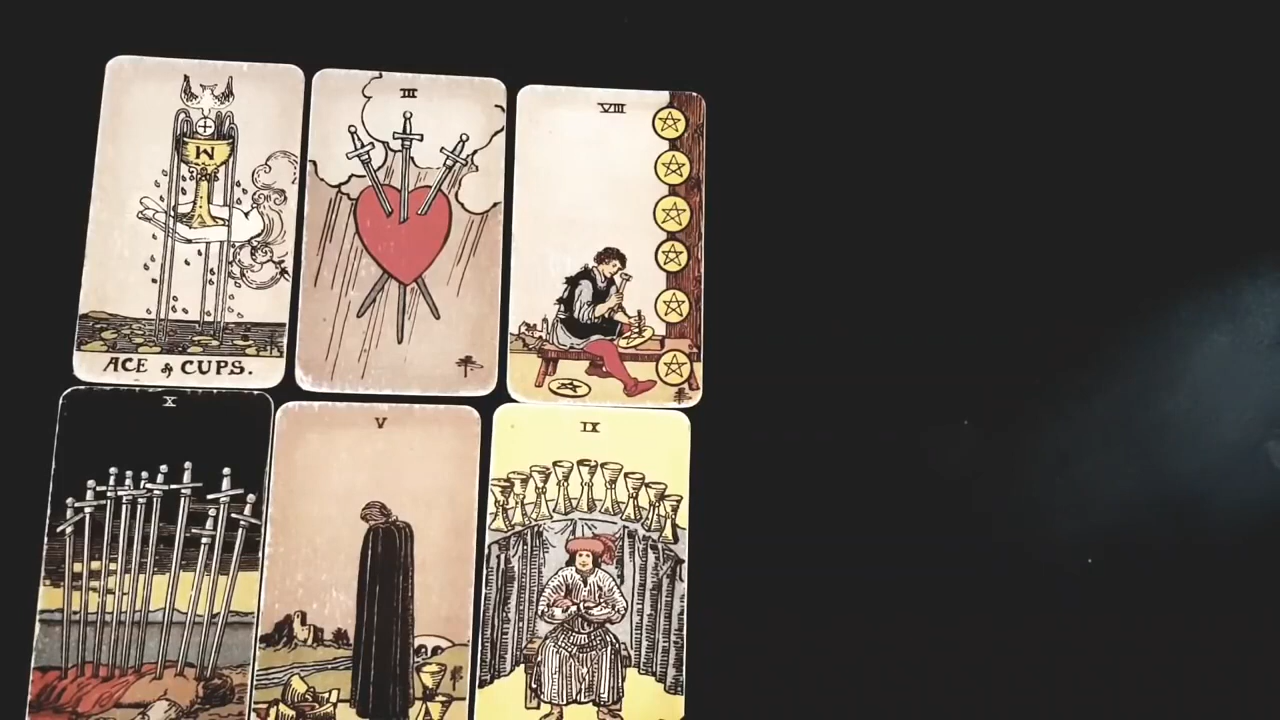 III
VIII
W
ACE of CUPS.
X
V
IX